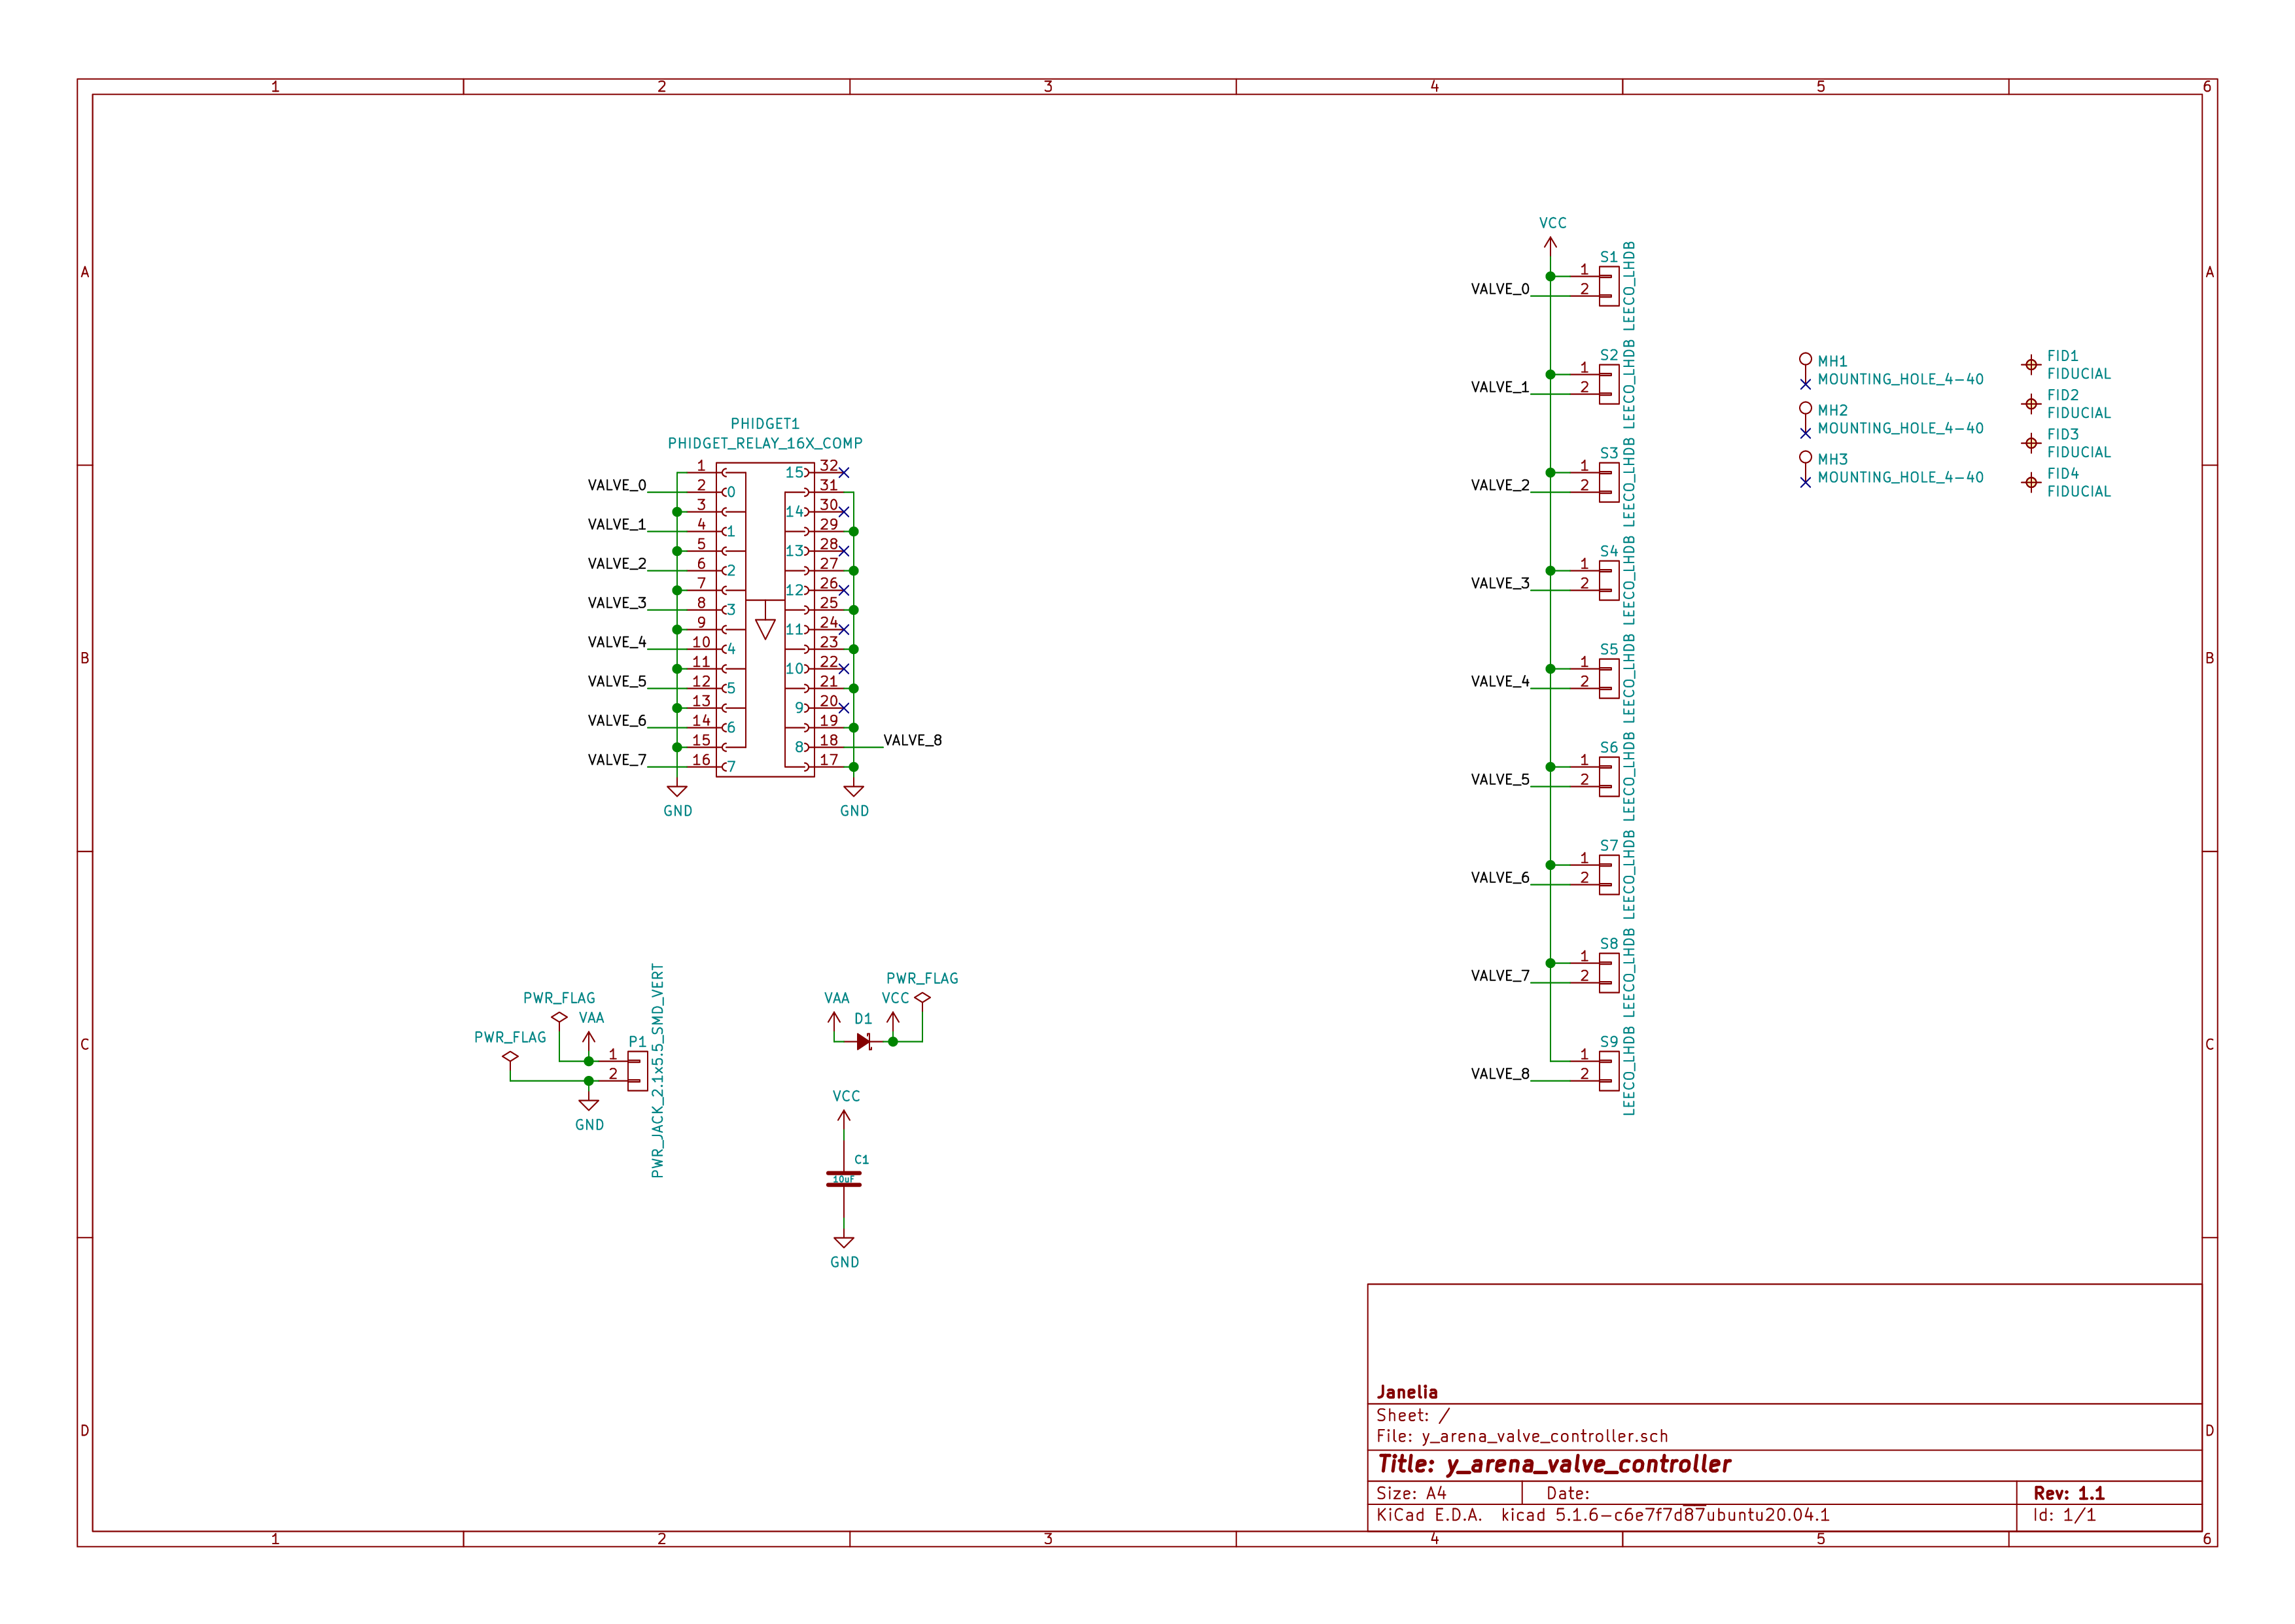 1 2 3 4 5 6
A
B
C
D
A
B
C
D
PHIDGET1
PHIDGET_RELAY_16X_COMP
1 15 32
VALVE_0 2 0 31
3 14 30
VALVE_1 4 1 29
5 13 28
VALVE_2 6 2 27
7 12 26
VALVE_3 8 3 25
9 11 24
VALVE_4 10 4 23
11 10 22
VALVE_5 12 5 21
13 9 20
VALVE_6 14 6 19
15 8 18 VALVE_8
VALVE_7 16 7 17
GND GND
PWR_FLAG
VAA
PWR_FLAG
P1
1
2
GND
PWR_JACK_2.1x5.5_SMD_VERT
PWR_FLAG
VAA VCC
D1
VCC
C1
10uF
GND
VCC
S1
1
VALVE_0 2
LEECO_LHDB
S2
1
VALVE_1 2
LEECO_LHDB
S3
1
VALVE_2 2
LEECO_LHDB
S4
1
VALVE_3 2
LEECO_LHDB
S5
1
VALVE_4 2
LEECO_LHDB
S6
1
VALVE_5 2
LEECO_LHDB
S7
1
VALVE_6 2
LEECO_LHDB
S8
1
VALVE_7 2
LEECO_LHDB
S9
1
VALVE_8 2
LEECO_LHDB
MH1
MOUNTING_HOLE_4-40
MH2
MOUNTING_HOLE_4-40
MH3
MOUNTING_HOLE_4-40
FID1
FIDUCIAL
FID2
FIDUCIAL
FID3
FIDUCIAL
FID4
FIDUCIAL
Janelia
Sheet: /
File: y_arena_valve_controller.sch
Title: y_arena_valve_controller
Size: A4 Date: Rev: 1.1
KiCad E.D.A. kicad 5.1.6-c6e7f7d87ubuntu20.04.1 Id: 1/1
1 2 3 4 5 6